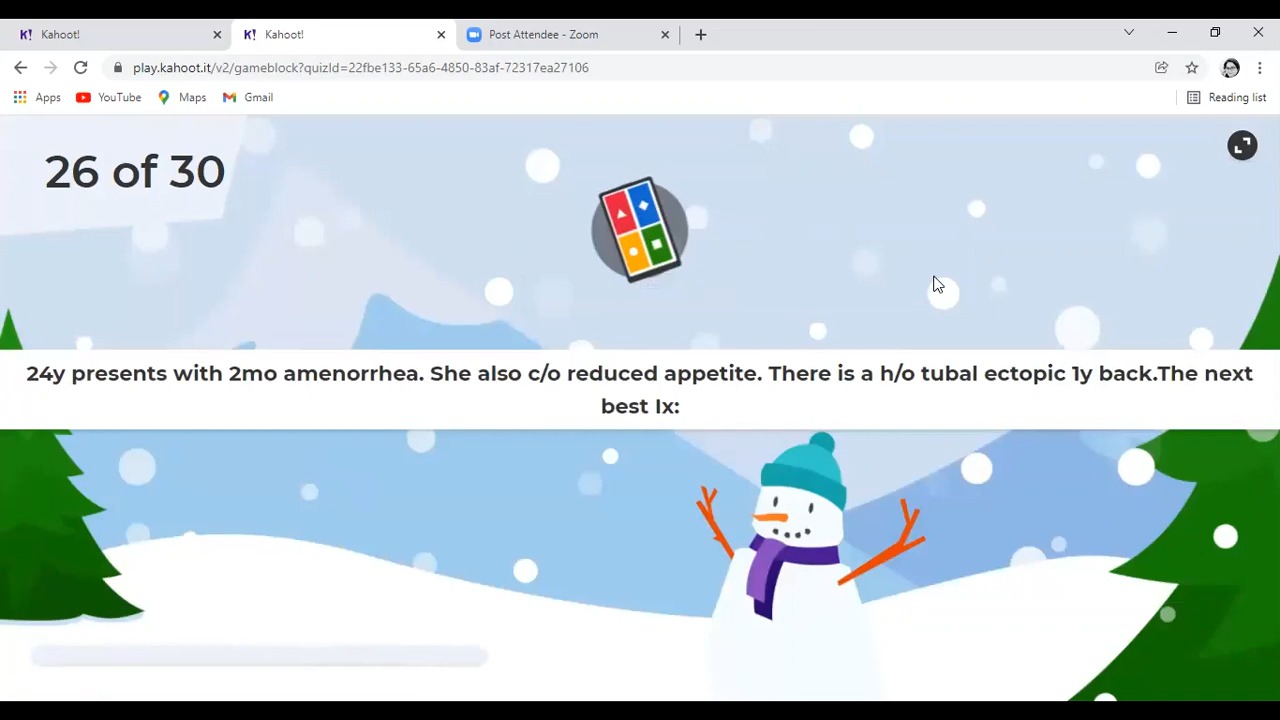 K! Kahoot!
K! Kahoot!
Post Attendee - Zoom
play.kahoot.it/v2/gameblock?quizId=22fbe133-65a6-4850-83af-72317ea27106
Apps YouTube Maps Gmail Reading list
26 of 30
24y presents with 2mo amenorrhea. She also c/o reduced appetite. There is a h/o tubal ectopic 1y back.The next
best Ix: